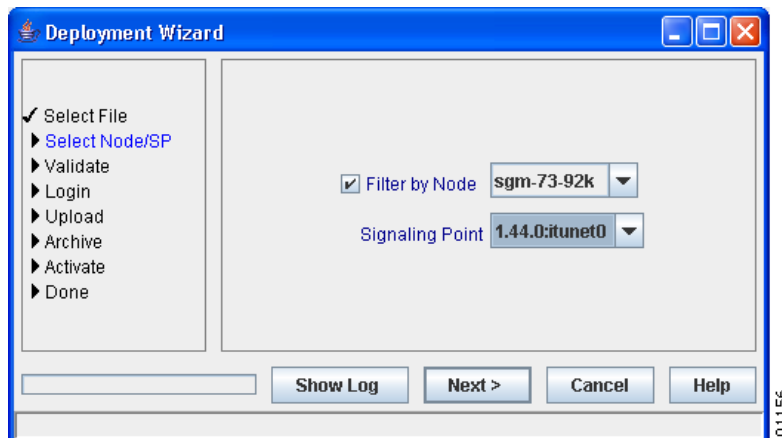 Deployment Wizard
Select File
Select Node/SP
Validate
Login
Upload
Archive
Activate
Done
Filter by Node sgm-73-92k
Signaling Point 1.44.0:itunet0
Show Log Next > Cancel Help